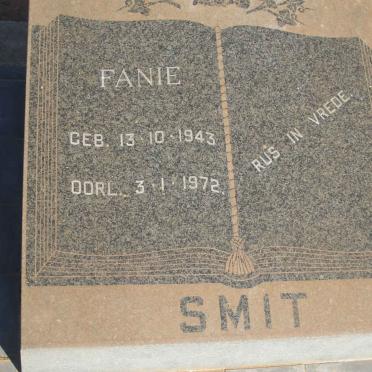 FANIE
GEB. 13·10·1943
OORL. 3·1·1972.
RUS IN VREDE.
SMIT